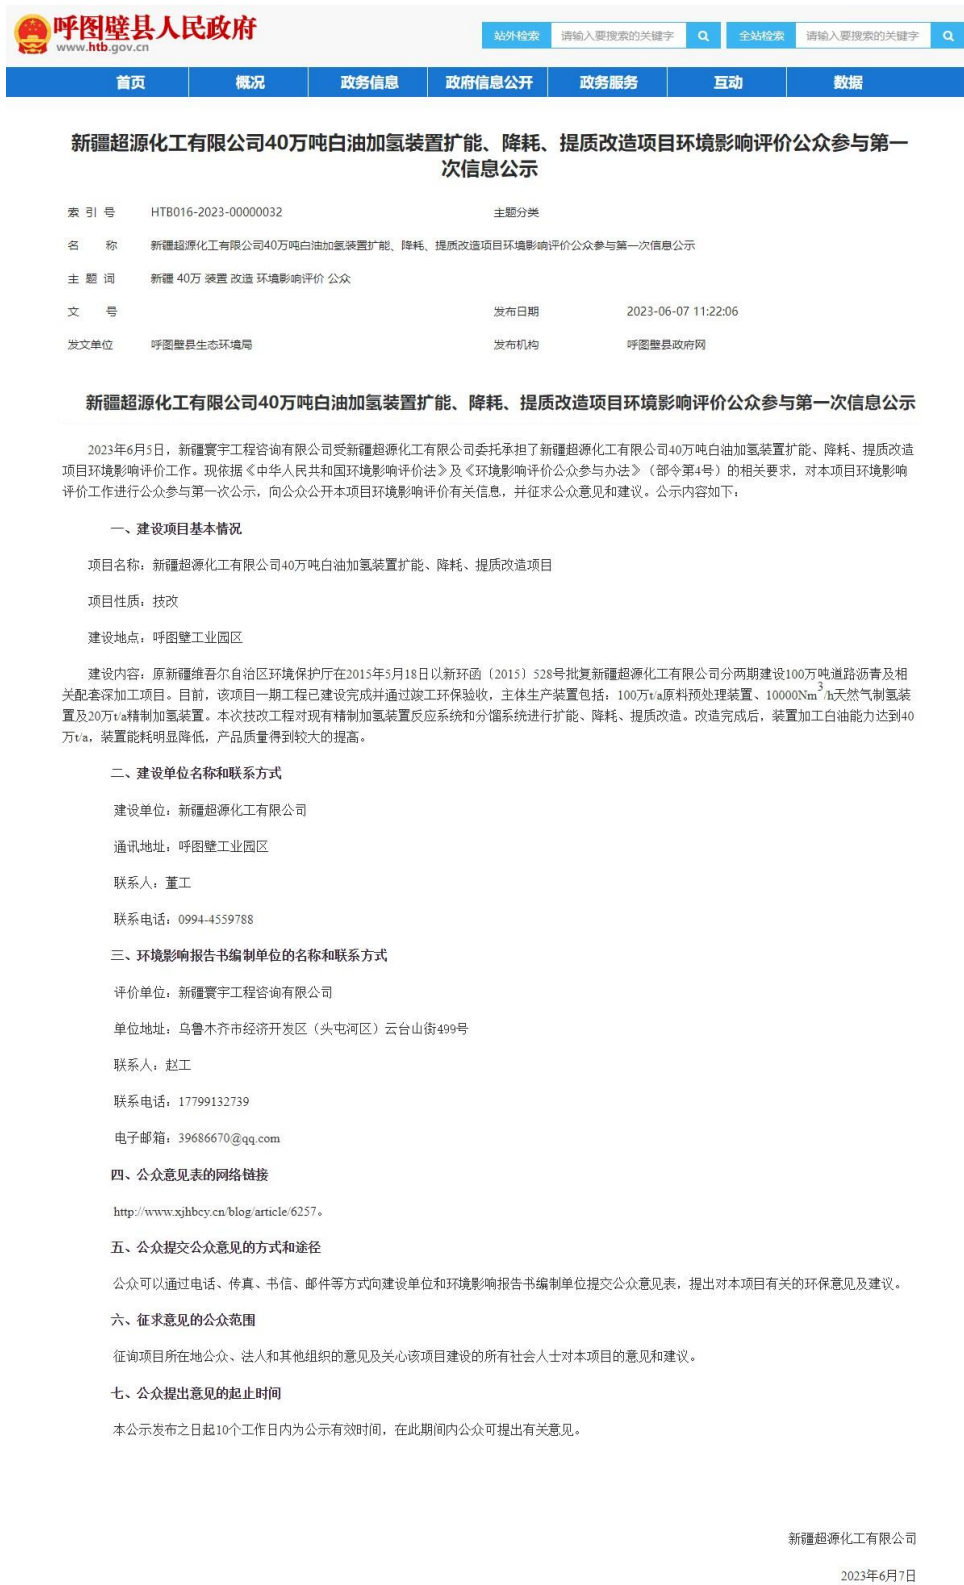 呼图壁县人民政府
www.htb.gov.cn
站外检索 请输入要搜索的关键字 全站检索 请输入要搜索的关键字
首页 概况 政务信息 政府信息公开 政务服务 互动 数据
新疆超源化工有限公司40万吨白油加氢装置扩能、降耗、提质改造项目环境影响评价公众参与第一
次信息公示
索 引 号 HTB016-2023-00000032 主题分类
名 称 新疆超源化工有限公司40万吨白油加氢装置扩能、降耗、提质改造项目环境影响评价公众参与第一次信息公示
主 题 词 新疆 40万 装置 改造 环境影响评价 公众
文 号 发布日期 2023-06-07 11:22:06
发文单位 呼图壁县生态环境局 发布机构 呼图壁县政府网
新疆超源化工有限公司40万吨白油加氢装置扩能、降耗、提质改造项目环境影响评价公众参与第一次信息公示
2023年6月5日，新疆寰宇工程咨询有限公司受新疆超源化工有限公司委托承担了新疆超源化工有限公司40万吨白油加氢装置扩能、降耗、提质改造
项目环境影响评价工作。现依据《中华人民共和国环境影响评价法》及《环境影响评价公众参与办法》（部令第4号）的相关要求，对本项目环境影响
评价工作进行公众参与第一次公示，向公众公开本项目环境影响评价有关信息，并征求公众意见和建议。公示内容如下：
一、建设项目基本情况
项目名称：新疆超源化工有限公司40万吨白油加氢装置扩能、降耗、提质改造项目
项目性质：技改
建设地点：呼图壁工业园区
建设内容：原新疆维吾尔自治区环境保护厅在2015年5月18日以新环函〔2015〕528号批复新疆超源化工有限公司分两期建设100万吨道路沥青及相
关配套深加工项目。目前，该项目一期工程已建设完成并通过竣工环保验收，主体生产装置包括：100万t/a原料预处理装置、10000Nm³/h天然气制氢装
置及20万t/a精制加氢装置。本次技改工程对现有精制加氢装置反应系统和分馏系统进行扩能、降耗、提质改造。改造完成后，装置加工白油能力达到40
万t/a，装置能耗明显降低，产品质量得到较大的提高。
二、建设单位名称和联系方式
建设单位：新疆超源化工有限公司
通讯地址：呼图壁工业园区
联系人：董工
联系电话：0994-4559788
三、环境影响报告书编制单位的名称和联系方式
评价单位：新疆寰宇工程咨询有限公司
单位地址：乌鲁木齐市经济开发区（头屯河区）云台山街499号
联系人：赵工
联系电话：17799132739
电子邮箱：39686670@qq.com
四、公众意见表的网络链接
http://www.xjhbcy.cn/blog/article/6257。
五、公众提交公众意见的方式和途径
公众可以通过电话、传真、书信、邮件等方式向建设单位和环境影响报告书编制单位提交公众意见表，提出对本项目有关的环保意见及建议。
六、征求意见的公众范围
征询项目所在地公众、法人和其他组织的意见及关心该项目建设的所有社会人士对本项目的意见和建议。
七、公众提出意见的起止时间
本公示发布之日起10个工作日内为公示有效时间，在此期间内公众可提出有关意见。
新疆超源化工有限公司
2023年6月7日